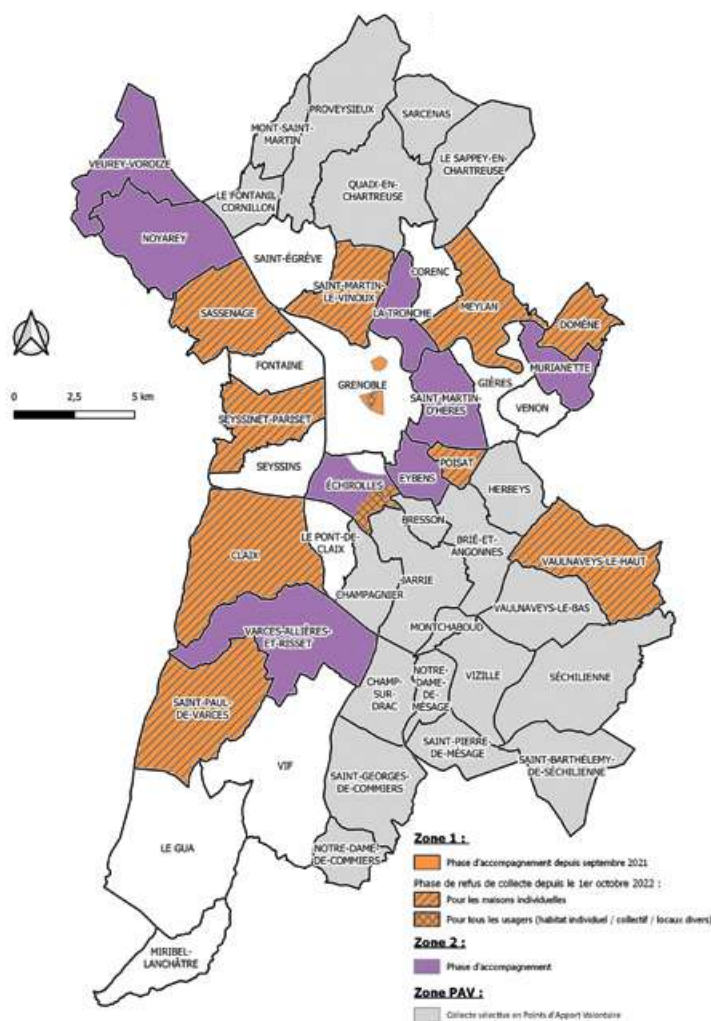 PROVEYSIEUX
SARCENAS
MONT-SAINT-
MARTIN
LE SAPPEY-EN-
CHARTREUSE
VEUREY-VOROIZE
QUAIX-EN-
CHARTREUSE
LE FONTANIL
CORNILLON
NOYAREY
SAINT-ÉGRÈVE
CORENC
SAINT-MARTIN-
LE-VINOUX
MEYLAN
LA TRONCHE
SASSENAGE
DOMÈNE
FONTAINE
MURIANETTE
GRENOBLE
GIÈRES
SAINT-MARTIN-
D'HÈRES
VENON
0 2,5 5 km
SEYSSINET-PARISET
SEYSSINS
POISAT
EYBENS
ÉCHIROLLES
HERBEYS
BRESSON
LE PONT-DE-
CLAIX
BRIÉ-ET-
ANGONNES
CLAIX
VAULNAVEYS-LE-HAUT
JARRIE
CHAMPAGNIER
VAULNAVEYS-LE-BAS
MONTCHABOUD
VARCES-ALLIÈRES-
ET-RISSET
CHAMP-
SUR-
DRAC
NOTRE-
DAME-
DE-
MÉSAGE
VIZILLE
SÉCHILIENNE
SAINT-PAUL-
DE-VARCES
SAINT-PIERRE-
DE-MÉSAGE
VIF
SAINT-BARTHÉLEMY-
DE-SÉCHILIENNE
SAINT-GEORGES-
DE-COMMIERS
LE GUA
NOTRE-DAME-
DE-COMMIERS
MIRIBEL-
LANCHÂTRE
Zone 1 :
Phase d'accompagnement depuis septembre 2021
Phase de refus de collecte depuis le 1er octobre 2022 :
Pour les maisons individuelles
Pour tous les usagers (habitat individuel / collectif / locaux divers)
Zone 2 :
Phase d'accompagnement
Zone PAV :
Collecte sélective en Points d'Apport Volontaire